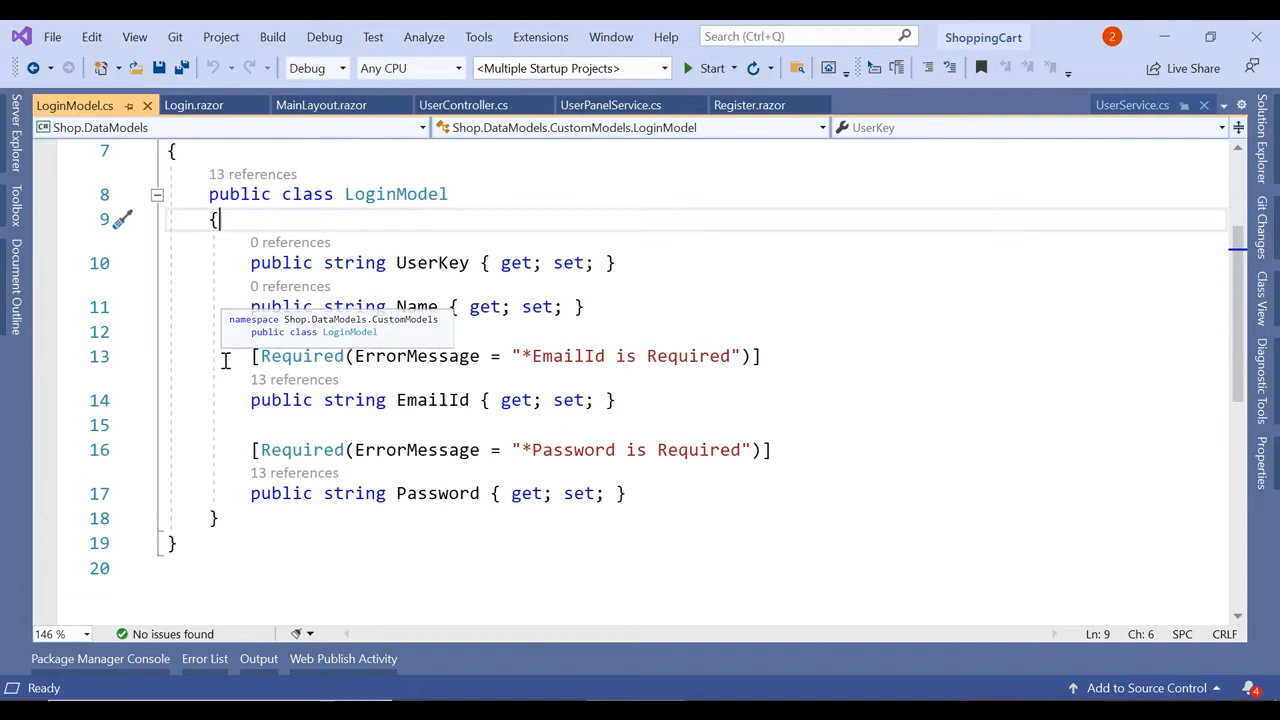 File Edit View Git Project Build Debug Test Analyze Tools Extensions Window Help Search (Ctrl+Q) ShoppingCart 2
Debug Any CPU <Multiple Startup Projects> Start Live Share
LoginModel.cs Login.razor MainLayout.razor UserController.cs UserPanelService.cs Register.razor UserService.cs
Shop.DataModels Shop.DataModels.CustomModels.LoginModel UserKey
7 {
13 references
8 public class LoginModel
9 {
0 references
10 public string UserKey { get; set; }
0 references
11 public string Name { get; set; }
namespace Shop.DataModels.CustomModels
public class LoginModel
12
13 [Required(ErrorMessage = "*EmailId is Required")]
13 references
14 public string EmailId { get; set; }
15
16 [Required(ErrorMessage = "*Password is Required")]
13 references
17 public string Password { get; set; }
18 }
19 }
20
146 % No issues found Ln: 9 Ch: 6 SPC CRLF
Package Manager Console Error List Output Web Publish Activity
Ready Add to Source Control 4
Server Explorer
Toolbox
Document Outline
Solution Explorer
Git Changes
Class View
Diagnostic Tools
Properties